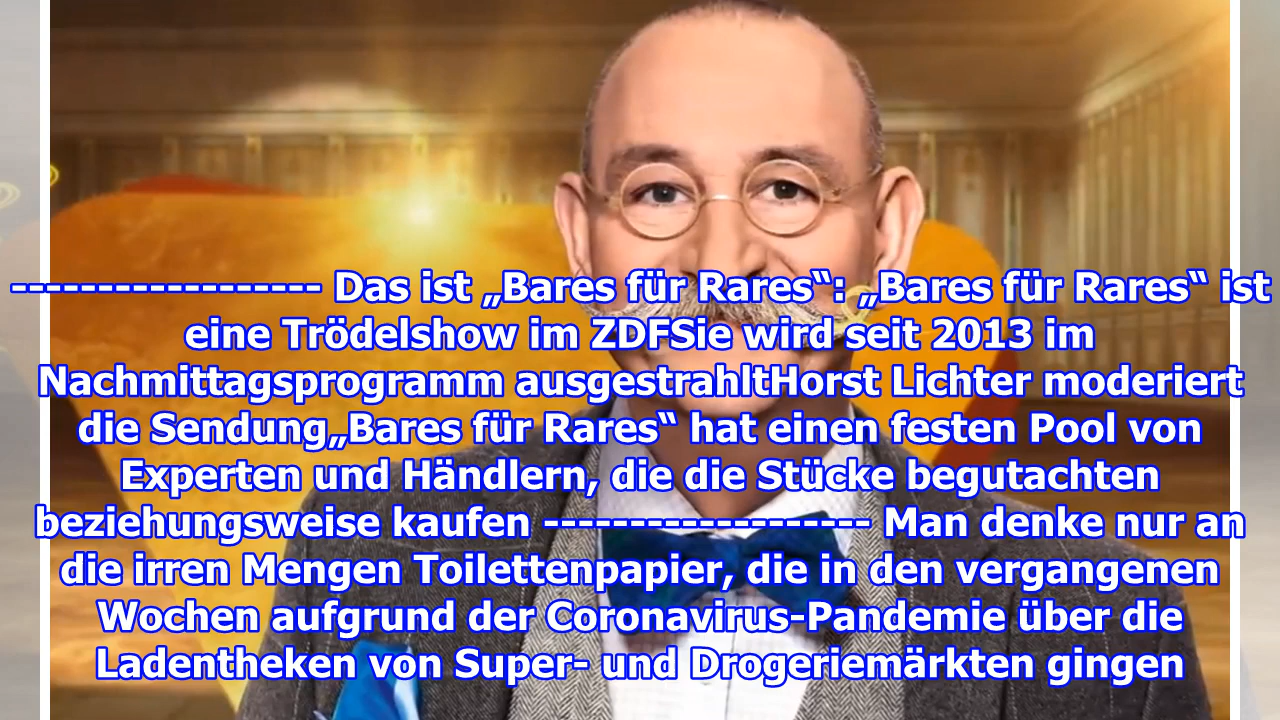 ------------------ Das ist „Bares für Rares“: „Bares für Rares“ ist
eine Trödelshow im ZDFSie wird seit 2013 im
Nachmittagsprogramm ausgestrahltHorst Lichter moderiert
die Sendung„Bares für Rares“ hat einen festen Pool von
Experten und Händlern, die die Stücke begutachten
beziehungsweise kaufen ------------------- Man denke nur an
die irren Mengen Toilettenpapier, die in den vergangenen
Wochen aufgrund der Coronavirus-Pandemie über die
Ladentheken von Super- und Drogeriemärkten gingen